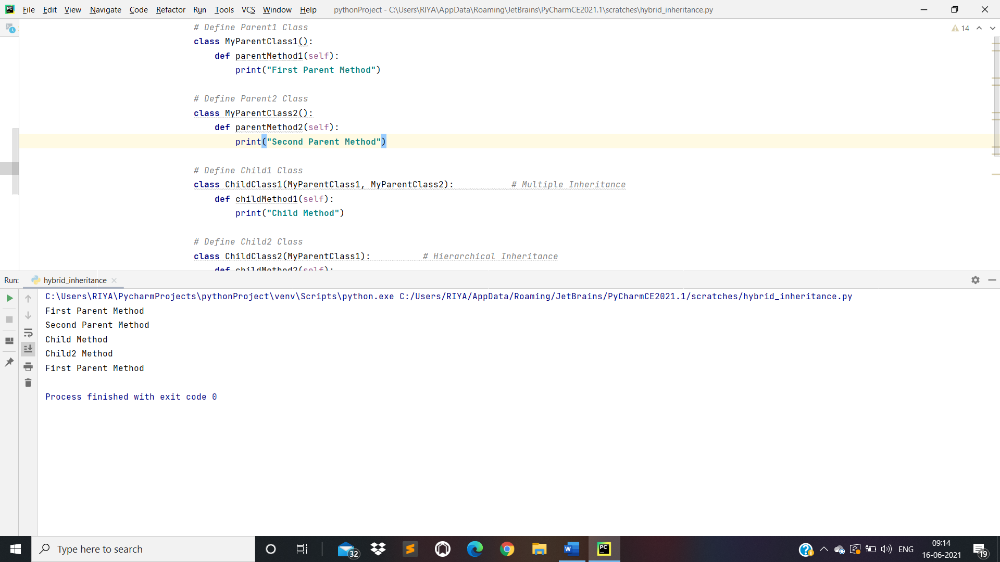 PC File Edit View Navigate Code Refactor Run Tools VCS Window Help pythonProject - C:\Users\RIYA\AppData\Roaming\JetBrains\PyCharmCE2021.1\scratches\hybrid_inheritance.py
# Define Parent1 Class
14
class MyParentClass1():
def parentMethod1(self):
print("First Parent Method")
# Define Parent2 Class
class MyParentClass2():
def parentMethod2(self):
print("Second Parent Method")
# Define Child1 Class
class ChildClass1(MyParentClass1, MyParentClass2): # Multiple Inheritance
def childMethod1(self):
print("Child Method")
# Define Child2 Class
class ChildClass2(MyParentClass1): # Hierarchical Inheritance
def childMethod2(self):
Run: hybrid_inheritance
C:\Users\RIYA\PycharmProjects\pythonProject\venv\Scripts\python.exe C:/Users/RIYA/AppData/Roaming/JetBrains/PyCharmCE2021.1/scratches/hybrid_inheritance.py
First Parent Method
Second Parent Method
Child Method
Child2 Method
First Parent Method
Process finished with exit code 0
Type here to search
32
W
PC
ENG
09:14
16-06-2021
19